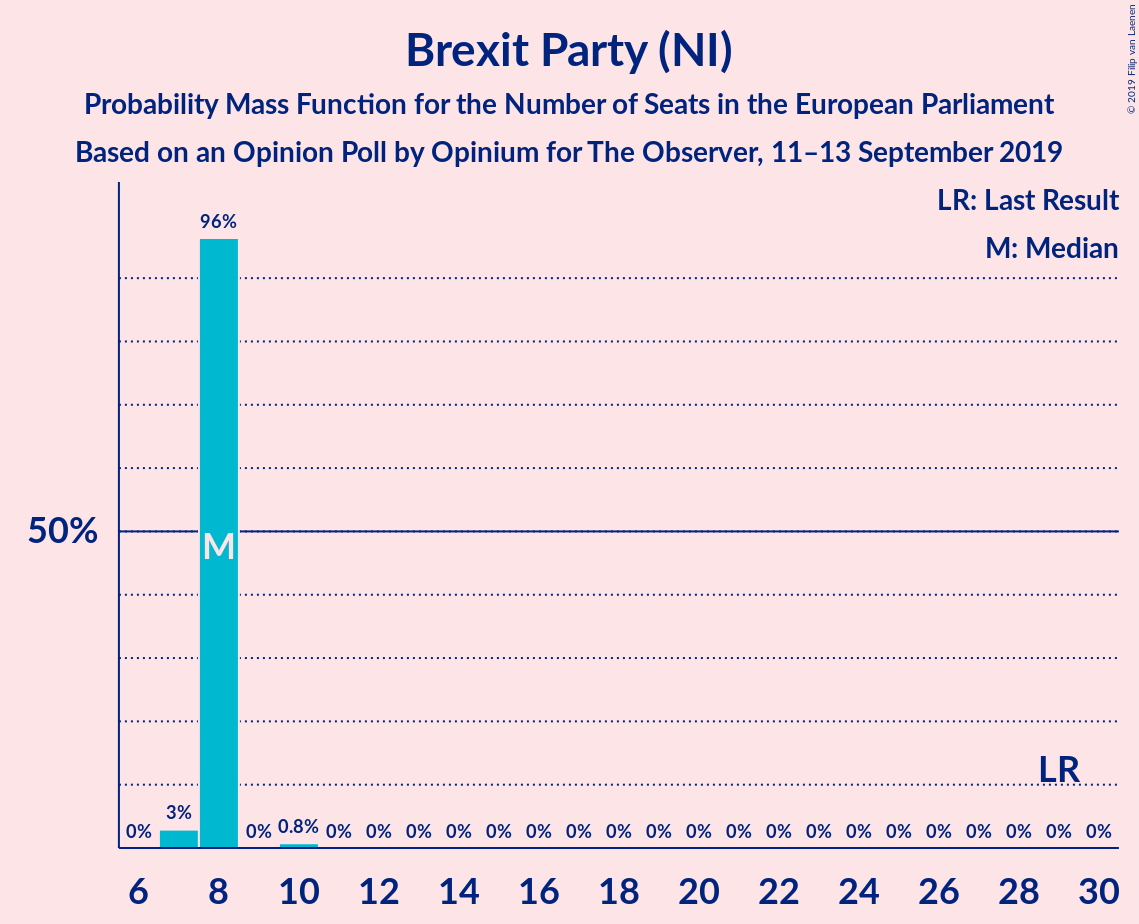 Brexit Party (NI)
Probability Mass Function for the Number of Seats in the European Parliament
Based on an Opinion Poll by Opinium for The Observer, 11–13 September 2019
© 2019 Filip van Laenen
LR: Last Result
M: Median
96%
50%
M
LR
0% 3% 0% 0.8% 0% 0% 0% 0% 0% 0% 0% 0% 0% 0% 0% 0% 0% 0% 0% 0% 0% 0% 0% 0%
6 8 10 12 14 16 18 20 22 24 26 28 30